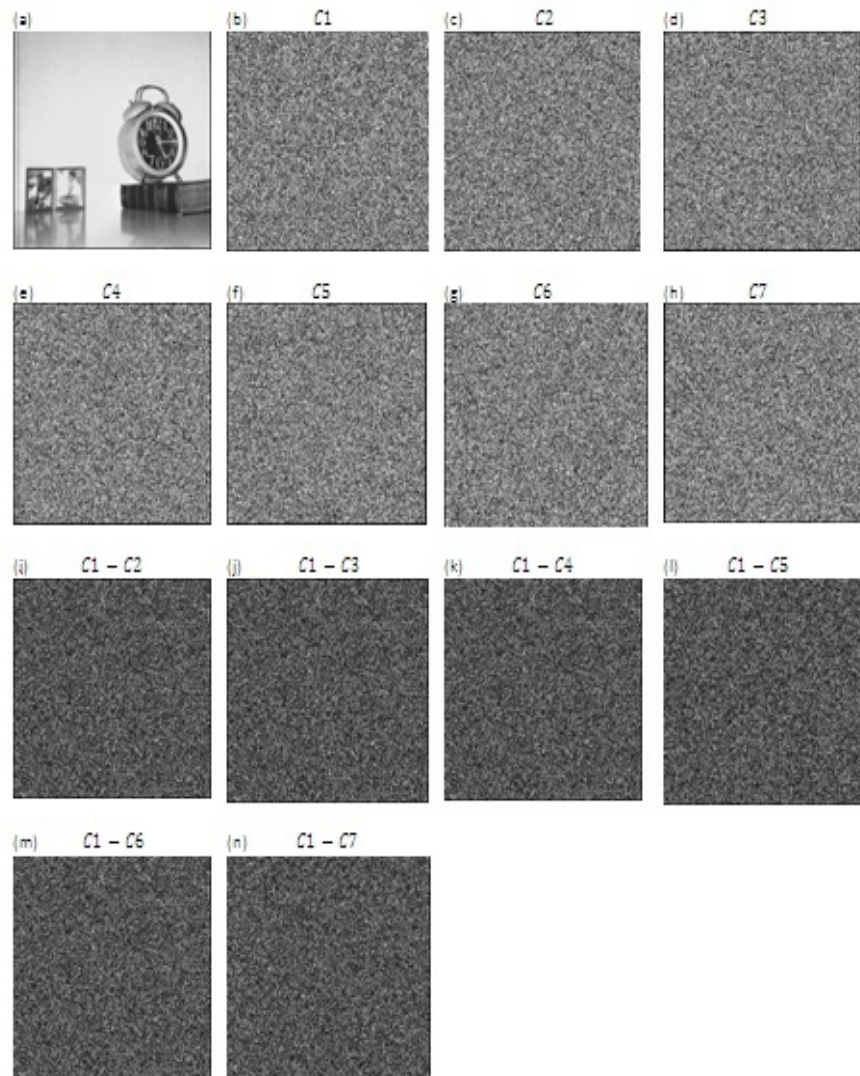 (a) (b) C1 (c) C2 (d) C3
(e) C4 (f) C5 (g) C6 (h) C7
(i) C1 − C2 (j) C1 − C3 (k) C1 − C4 (l) C1 − C5
(m) C1 − C6 (n) C1 − C7